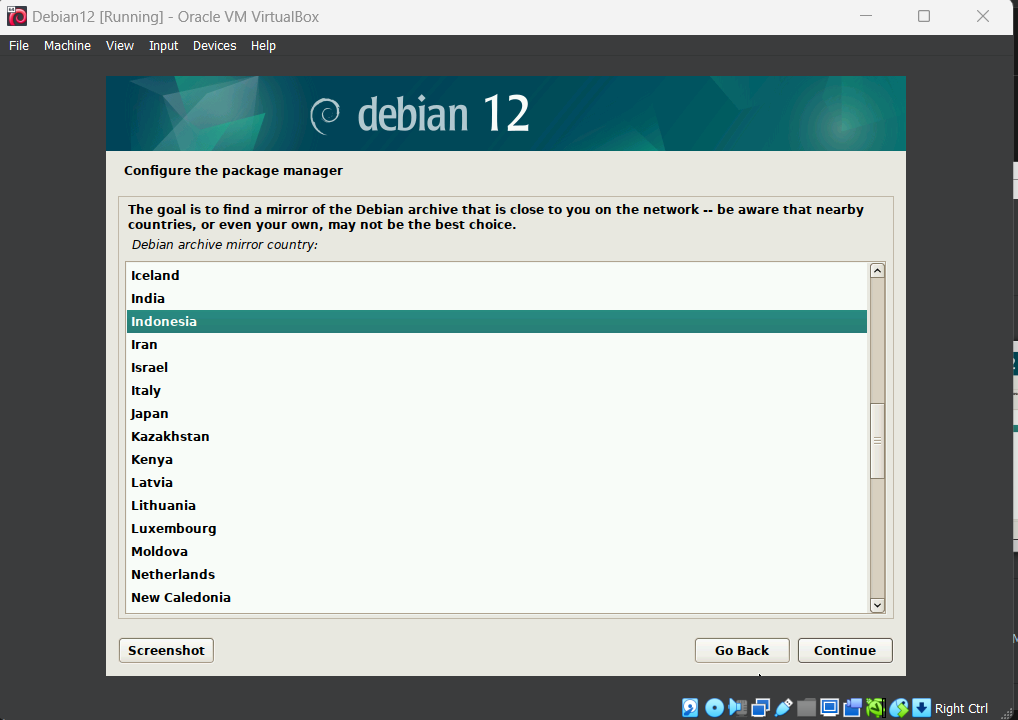 Debian12 [Running] - Oracle VM VirtualBox
File Machine View Input Devices Help
debian 12
Configure the package manager
The goal is to find a mirror of the Debian archive that is close to you on the network -- be aware that nearby
countries, or even your own, may not be the best choice.
Debian archive mirror country:
Iceland
India
Indonesia
Iran
Israel
Italy
Japan
Kazakhstan
Kenya
Latvia
Lithuania
Luxembourg
Moldova
Netherlands
New Caledonia
Screenshot Go Back Continue
Right Ctrl